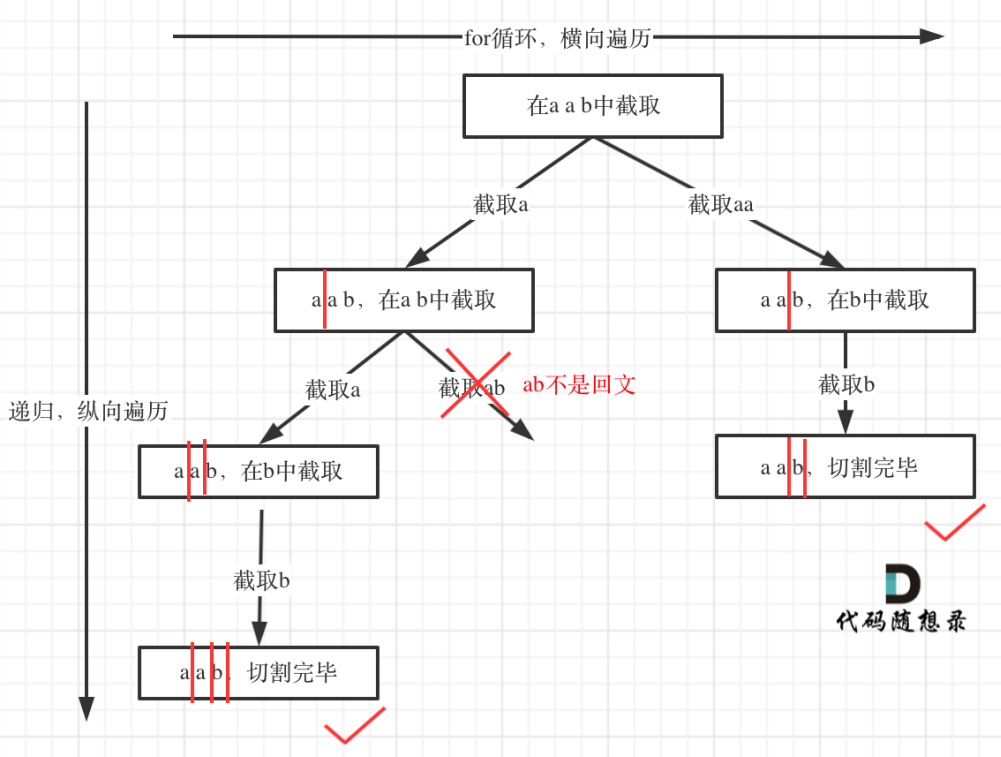 for循环，横向遍历
在a a b中截取
截取a
截取aa
a a b，在a b中截取
a a b，在b中截取
截取a
截取ab
ab不是回文
截取b
递归，纵向遍历
a a b，在b中截取
a a b，切割完毕
截取b
代码随想录
a a b，切割完毕